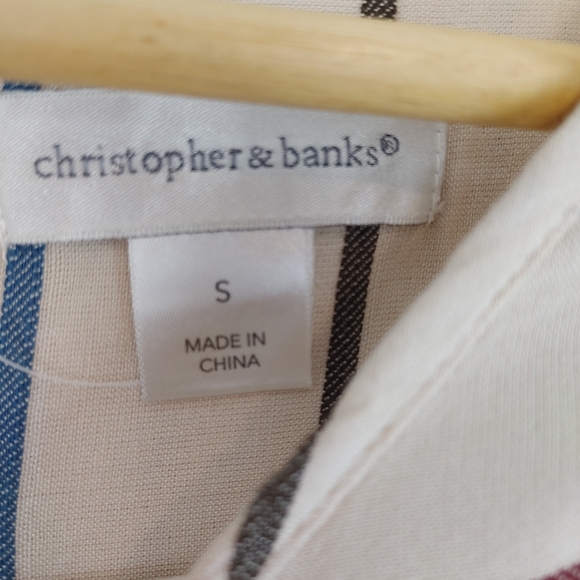 christopher & banks®
S
MADE IN
CHINA